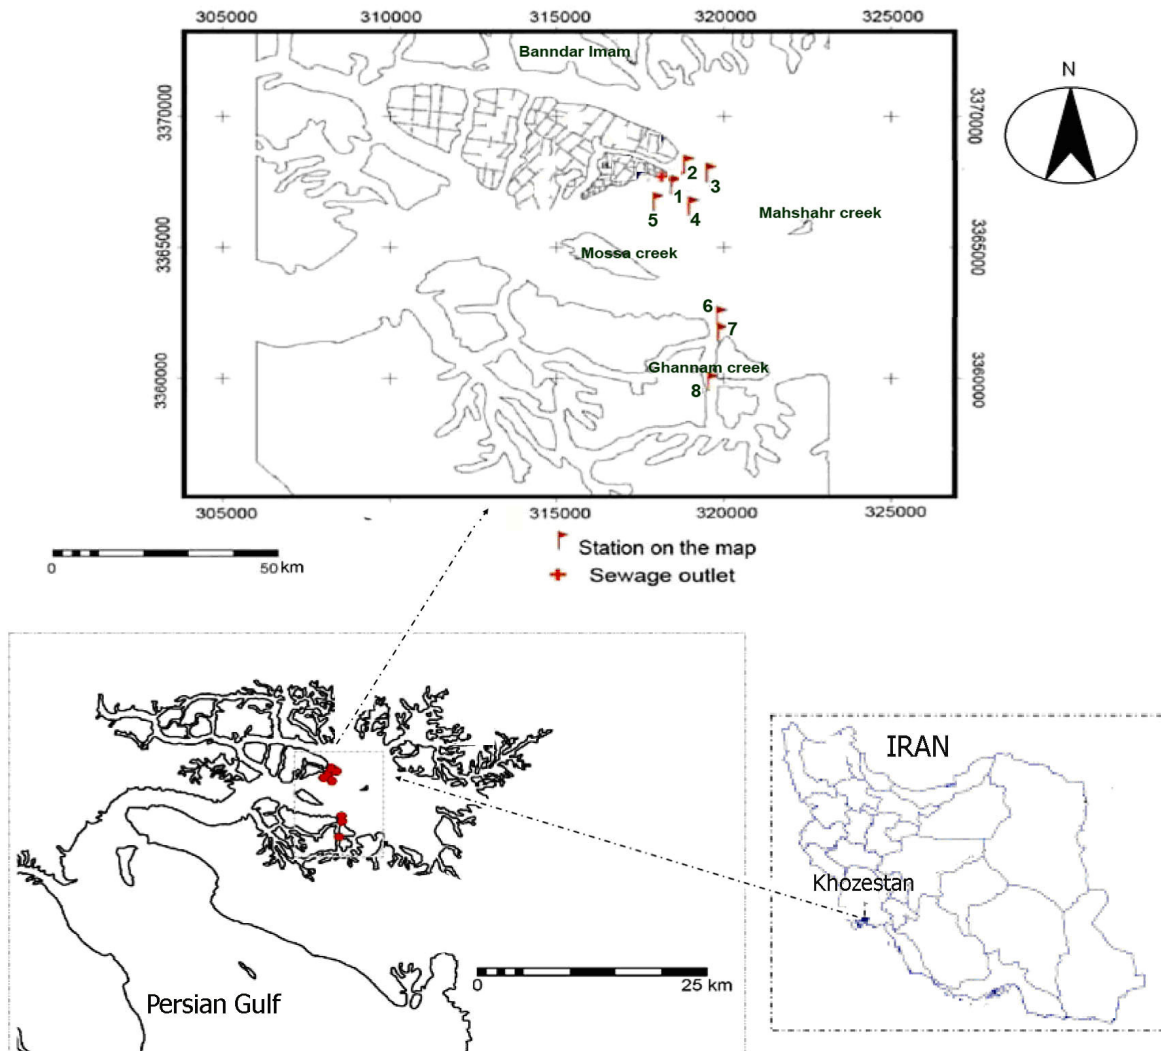 305000 310000 315000 320000 325000
N
Banndar Imam
3370000
3370000
2
3
1
5
4
Mahshahr creek
3365000
3365000
Mossa creek
6
7
Ghannam creek
3360000
3360000
8
305000 315000 320000 325000
Station on the map
0 50 km
Sewage outlet
IRAN
Khozestan
0 25 km
Persian Gulf